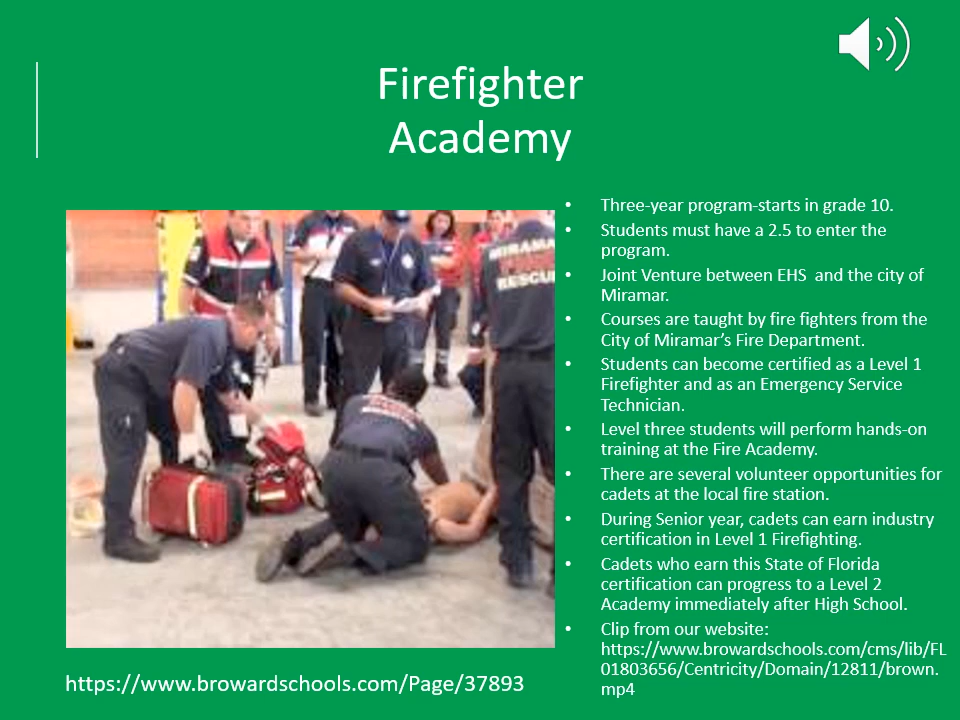 Firefighter
Academy
MIRAMA
RESCUE
• Three-year program-starts in grade 10.
• Students must have a 2.5 to enter the
program.
• Joint Venture between EHS and the city of
Miramar.
• Courses are taught by fire fighters from the
City of Miramar’s Fire Department.
• Students can become certified as a Level 1
Firefighter and as an Emergency Service
Technician.
• Level three students will perform hands-on
training at the Fire Academy.
• There are several volunteer opportunities for
cadets at the local fire station.
• During Senior year, cadets can earn industry
certification in Level 1 Firefighting.
• Cadets who earn this State of Florida
certification can progress to a Level 2
Academy immediately after High School.
• Clip from our website:
https://www.browardschools.com/cms/lib/FL
01803656/Centricity/Domain/12811/brown.
mp4
https://www.browardschools.com/Page/37893